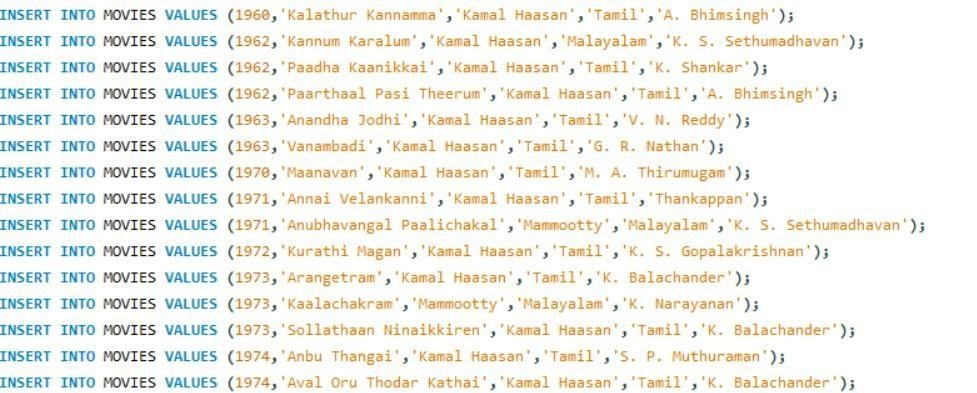 INSERT INTO MOVIES VALUES (1960,'Kalathur Kannamma','Kamal Haasan','Tamil','A. Bhimsingh');
INSERT INTO MOVIES VALUES (1962,'Kannum Karalum','Kamal Haasan','Malayalam','K. S. Sethumadhavan');
INSERT INTO MOVIES VALUES (1962,'Paadha Kaanikkai','Kamal Haasan','Tamil','K. Shankar');
INSERT INTO MOVIES VALUES (1962,'Paarthaal Pasi Theerum','Kamal Haasan','Tamil','A. Bhimsingh');
INSERT INTO MOVIES VALUES (1963,'Anandha Jodhi','Kamal Haasan','Tamil','V. N. Reddy');
INSERT INTO MOVIES VALUES (1963,'Vanambadi','Kamal Haasan','Tamil','G. R. Nathan');
INSERT INTO MOVIES VALUES (1970,'Maanavan','Kamal Haasan','Tamil','M. A. Thirumugam');
INSERT INTO MOVIES VALUES (1971,'Annai Velankanni','Kamal Haasan','Tamil','Thankappan');
INSERT INTO MOVIES VALUES (1971,'Anubhavangal Paalichakal','Mammootty','Malayalam','K. S. Sethumadhavan');
INSERT INTO MOVIES VALUES (1972,'Kurathi Magan','Kamal Haasan','Tamil','K. S. Gopalakrishnan');
INSERT INTO MOVIES VALUES (1973,'Arangetram','Kamal Haasan','Tamil','K. Balachander');
INSERT INTO MOVIES VALUES (1973,'Kaalachakram','Mammootty','Malayalam','K. Narayanan');
INSERT INTO MOVIES VALUES (1973,'Sollathaan Ninaikkiren','Kamal Haasan','Tamil','K. Balachander');
INSERT INTO MOVIES VALUES (1974,'Anbu Thangai','Kamal Haasan','Tamil','S. P. Muthuraman');
INSERT INTO MOVIES VALUES (1974,'Aval Oru Thodar Kathai','Kamal Haasan','Tamil','K. Balachander');